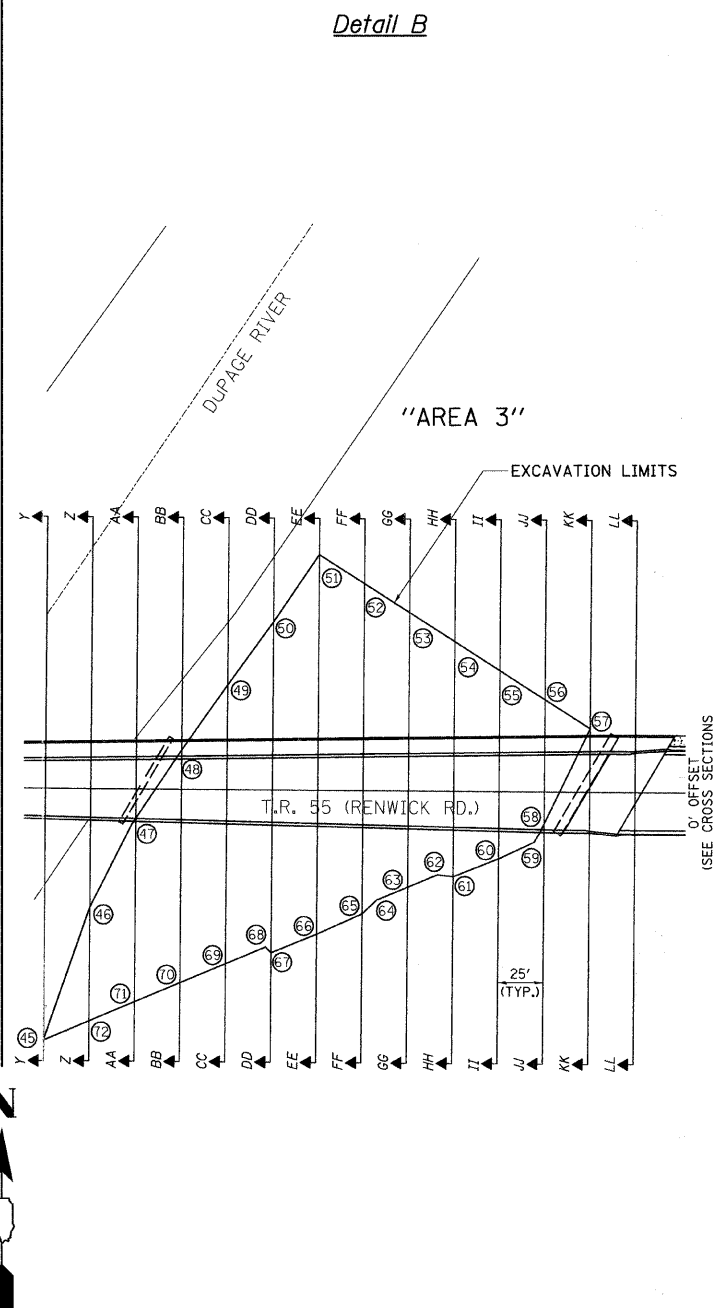 Detail B
DuPAGE RIVER
"AREA 3"
EXCAVATION LIMITS
Y
Z
AA
BB
CC
DD
EE
FF
GG
HH
II
JJ
KK
LL
51
52
50
53
54
49
55
56
57
48
T.R. 55 (RENWICK RD.)
0' OFFSET
(SEE CROSS SECTIONS
58
47
59
60
62
61
63
64
46
65
66
68
67
69
70
25'
(TYP.)
71
72
45
Y
Z
AA
BB
CC
DD
EE
FF
GG
HH
II
JJ
KK
LL
N